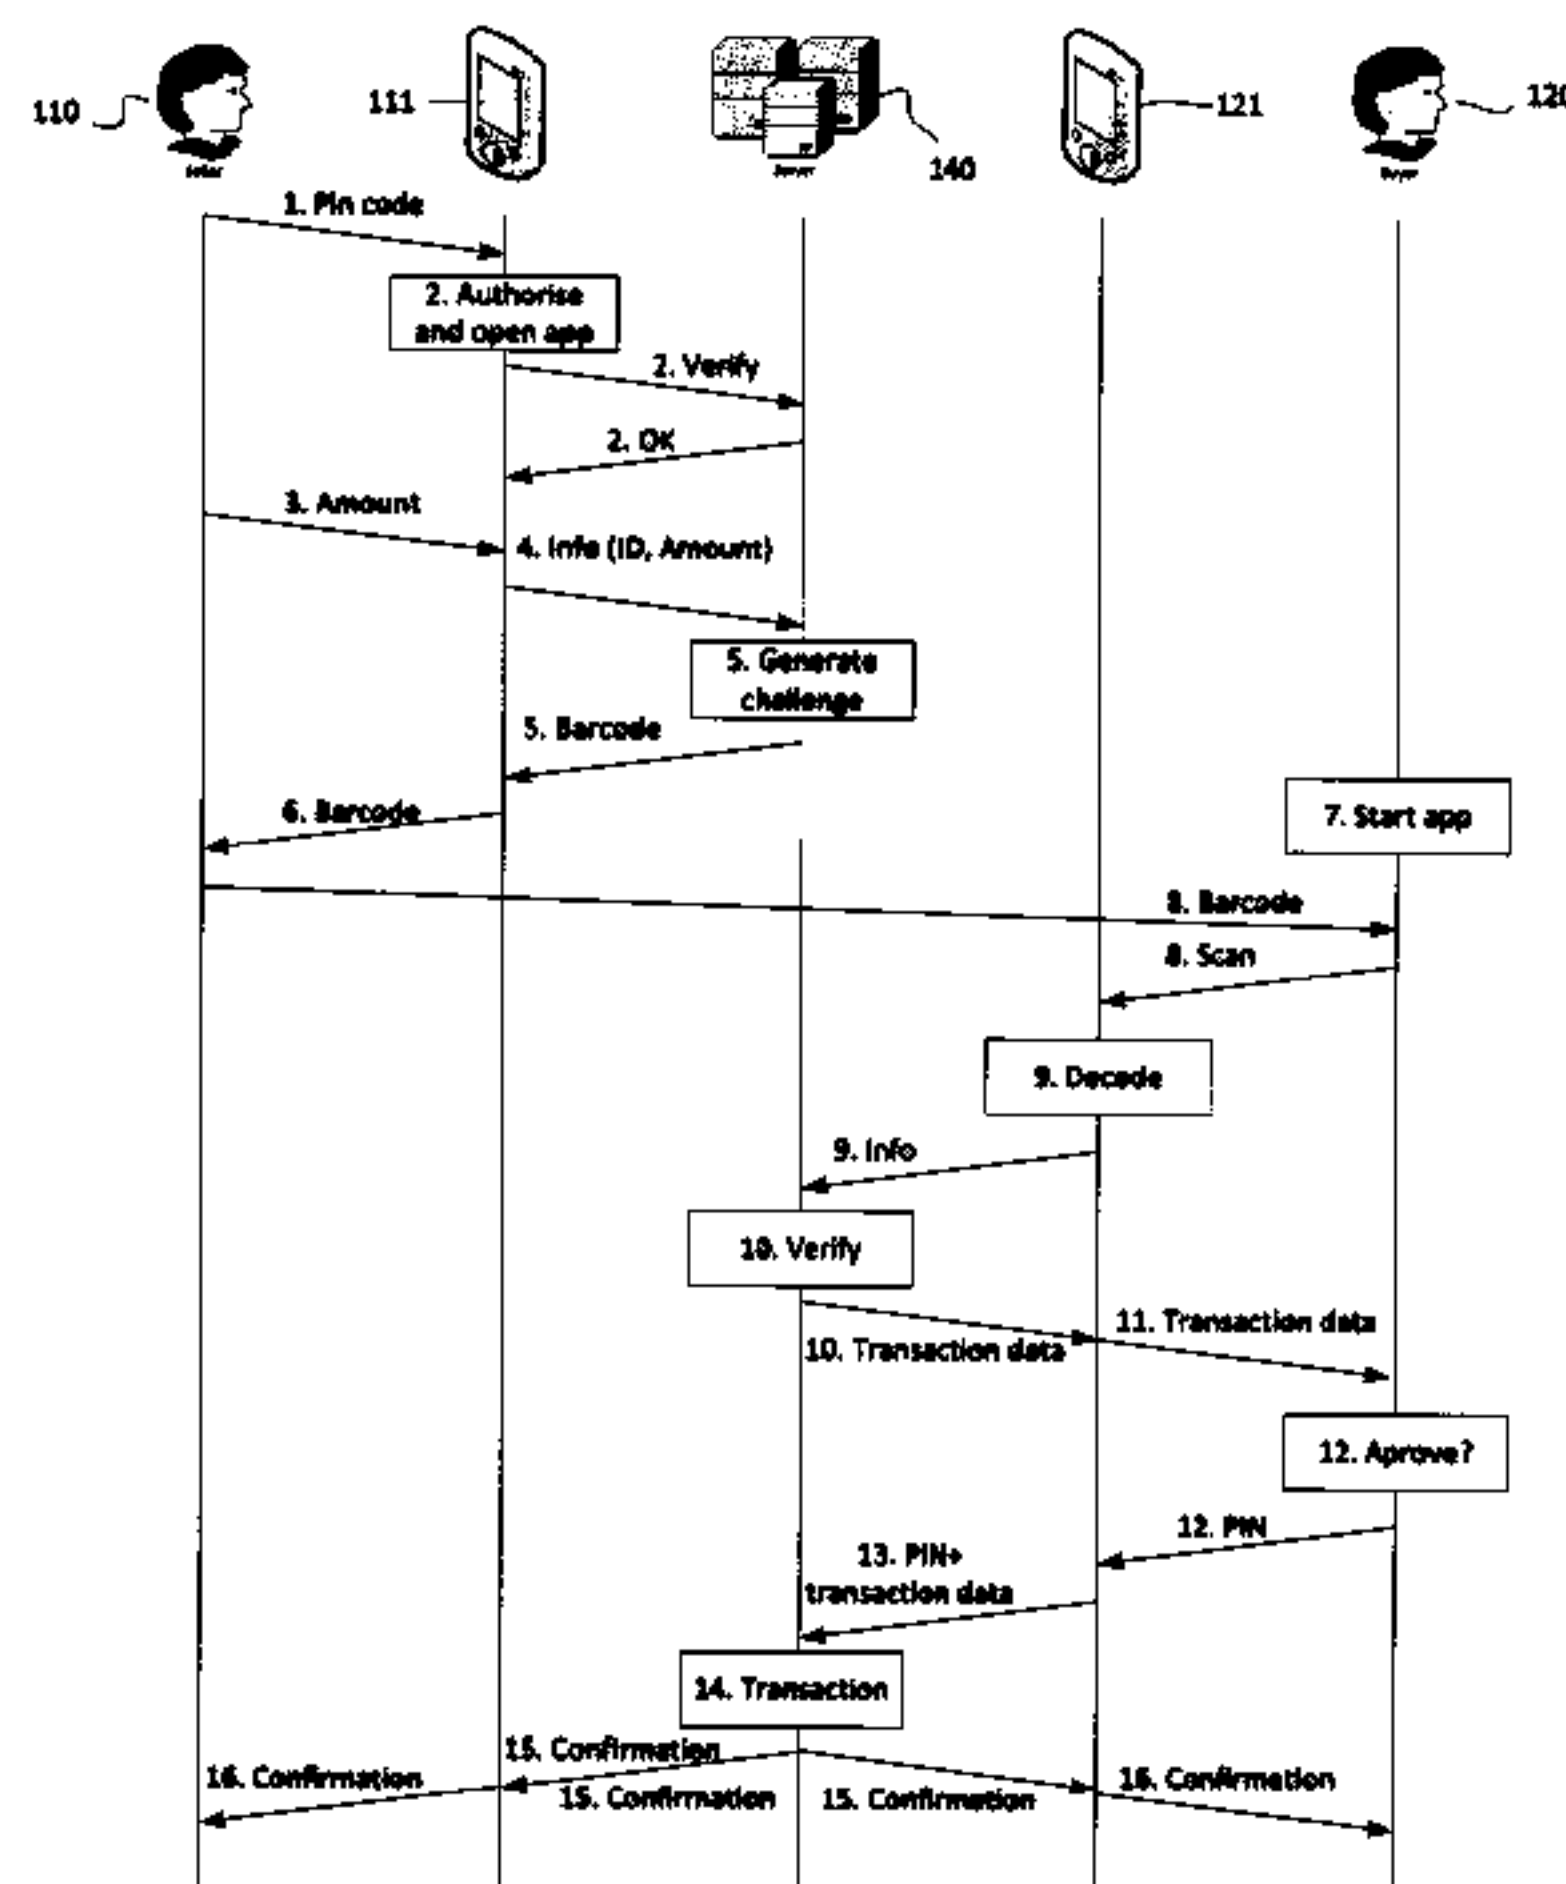 110
111
140
121
120
Seller
Server
Buyer
1. Pin code
2. Authorise
and open app
2. Verify
2. OK
3. Amount
4. Info (ID, Amount)
5. Generate
challenge
5. Barcode
6. Barcode
7. Start app
8. Barcode
8. Scan
9. Decode
9. Info
10. Verify
11. Transaction data
10. Transaction data
12. Aprove?
12. PIN
13. PIN+
transaction data
14. Transaction
15. Confirmation
16. Confirmation
16. Confirmation
15. Confirmation
15. Confirmation